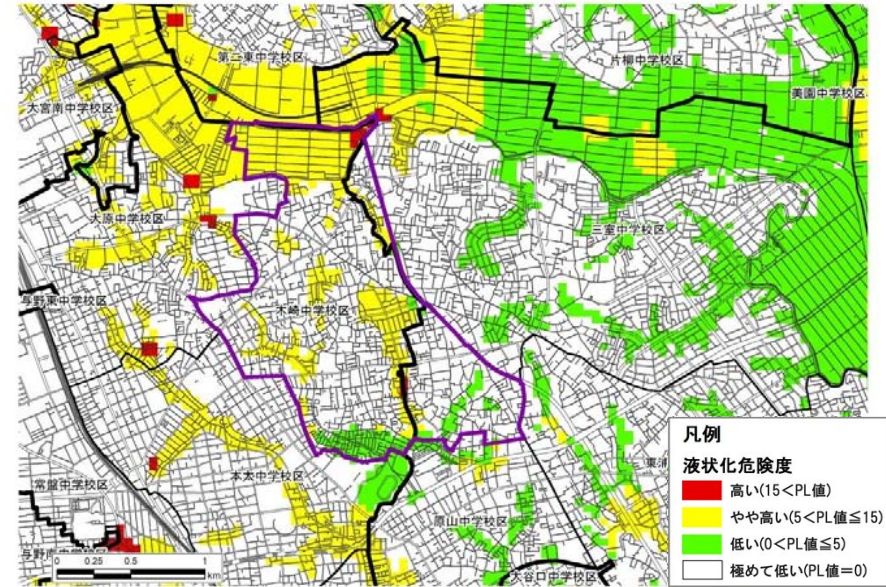 第二東中学校区
片柳中学校区
美園中学校区
大宮南中学校区
大原中学校区
三室中学校区
与野東中学校区
木崎中学校区
本太中学校区
常盤中学校区
原山中学校区
大谷口中学校区
凡例
液状化危険度
高い(15<PL値)
やや高い(5<PL値≦15)
低い(0<PL値≦5)
極めて低い(PL値=0)
0 0.25 0.5 1
km